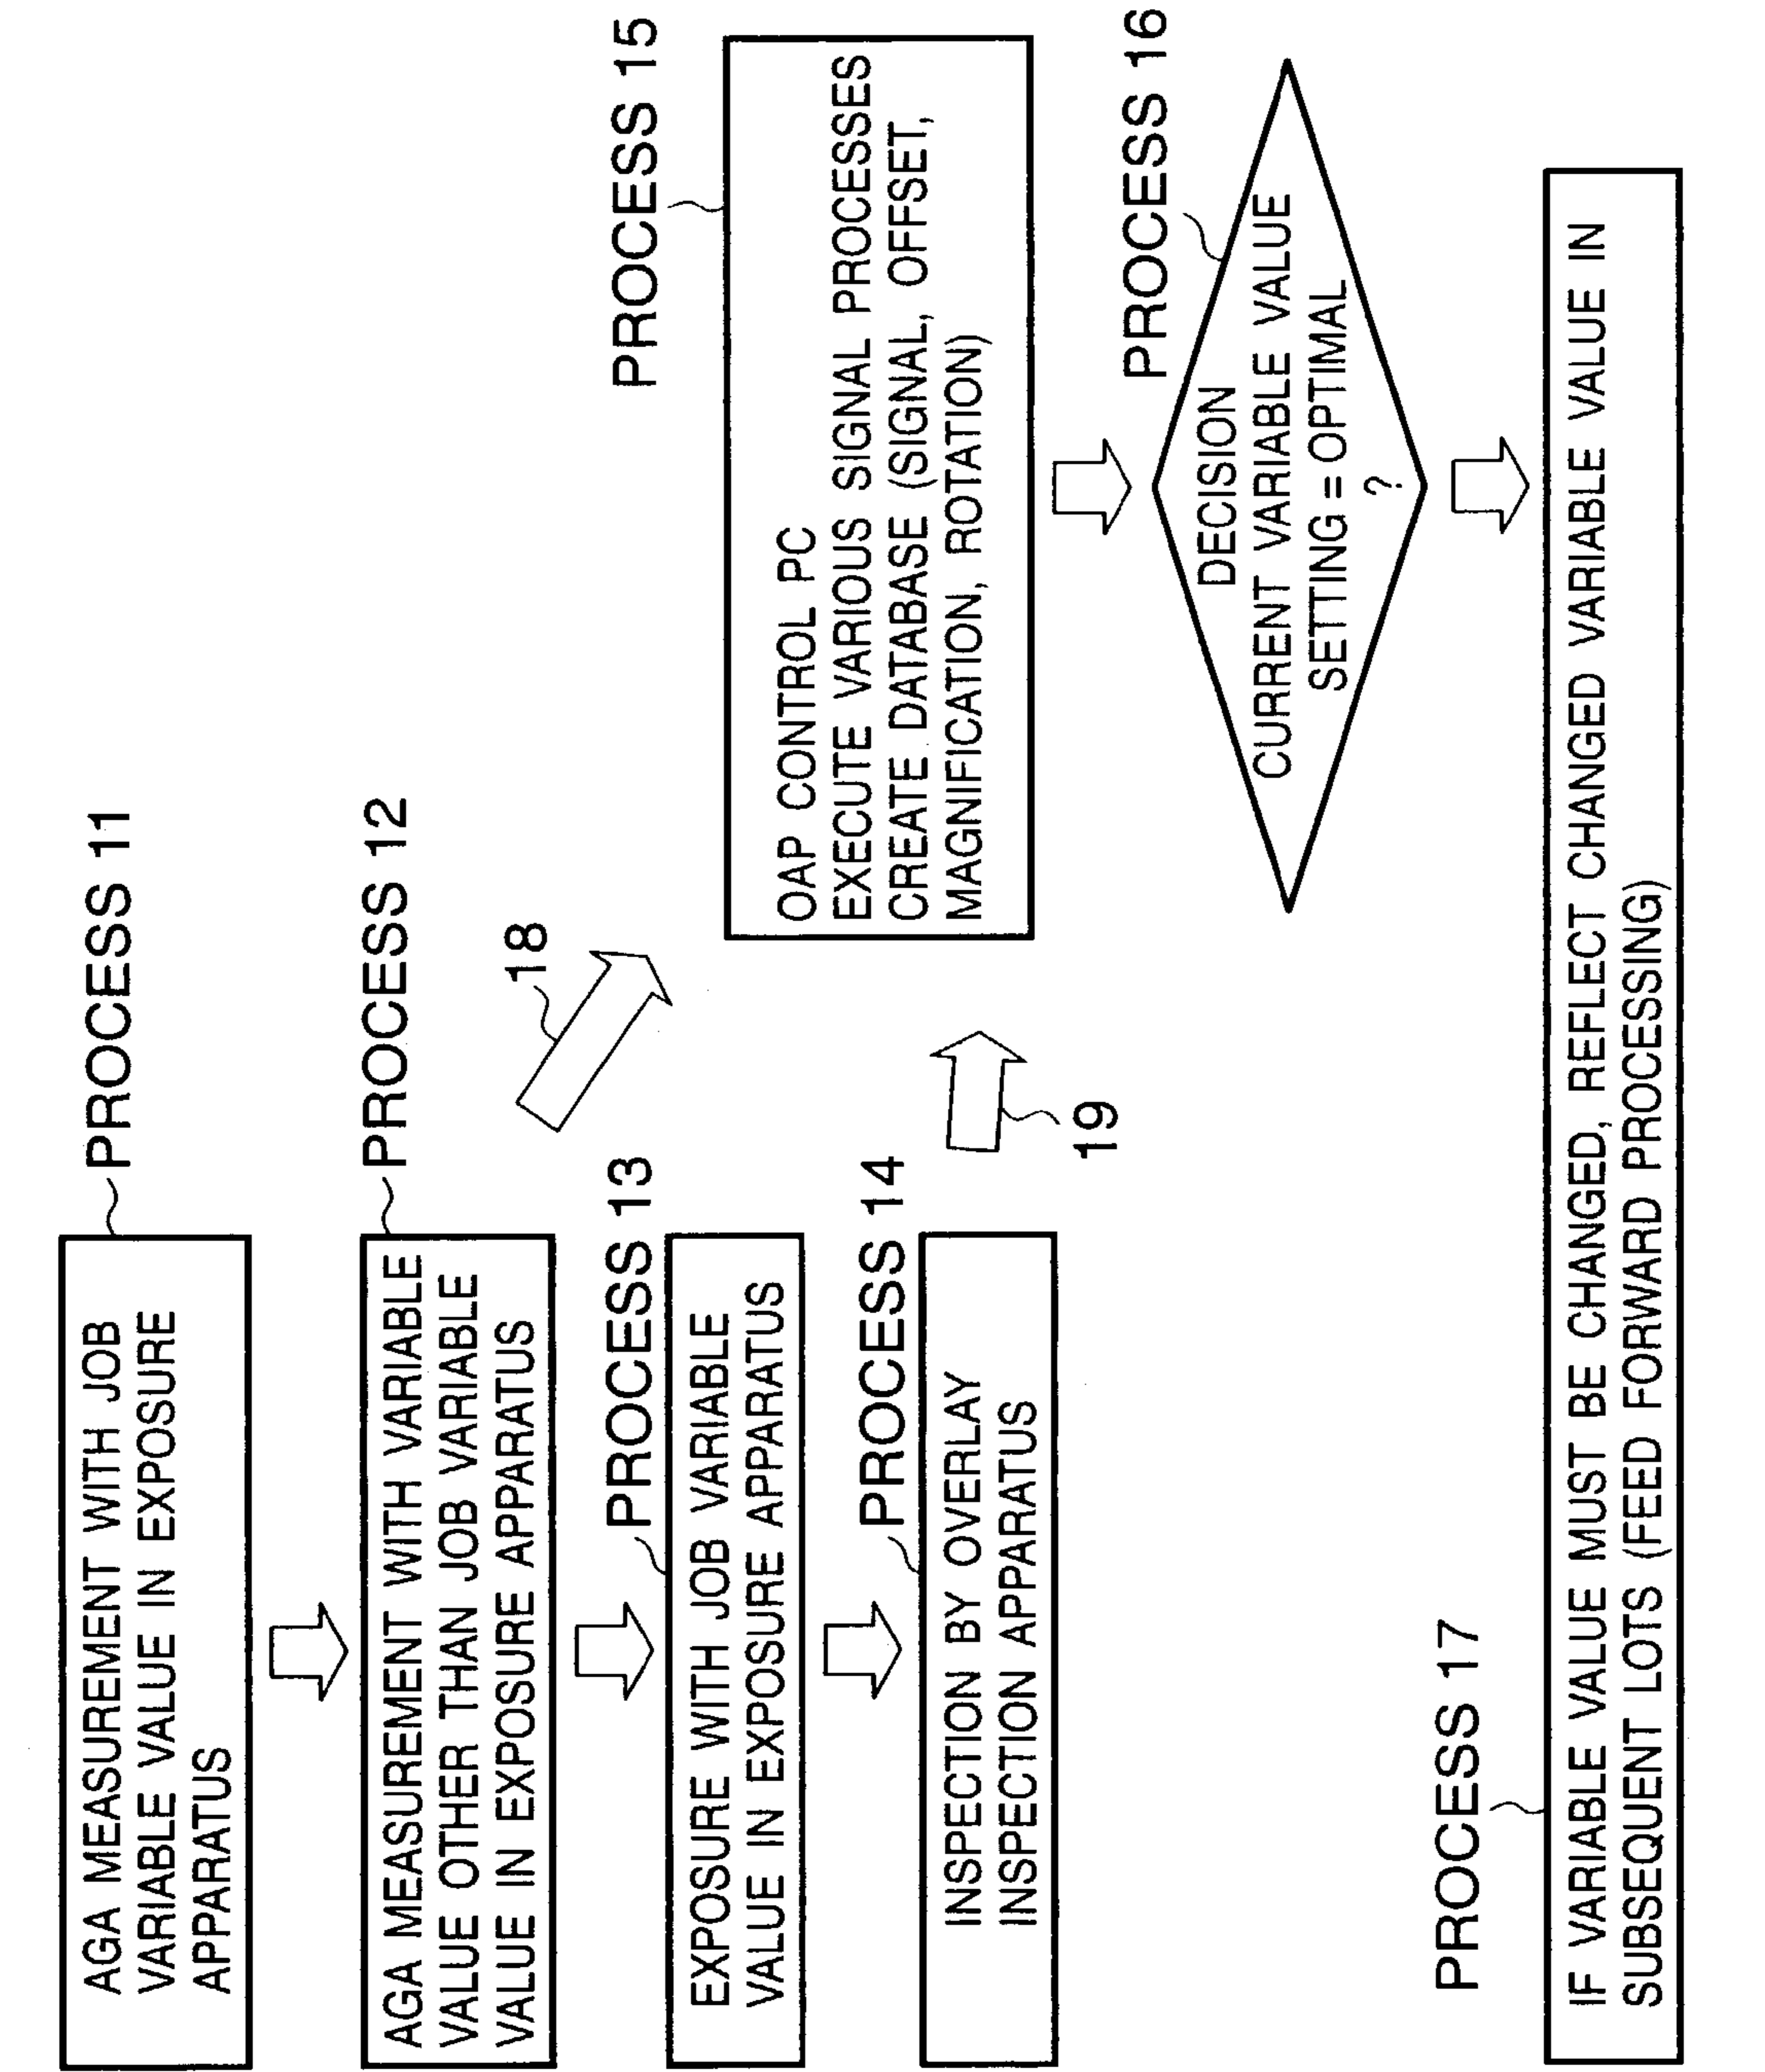 PROCESS 11
AGA MEASUREMENT WITH JOB
VARIABLE VALUE IN EXPOSURE
APPARATUS
PROCESS 12
AGA MEASUREMENT WITH VARIABLE
VALUE OTHER THAN JOB VARIABLE
VALUE IN EXPOSURE APPARATUS
PROCESS 13
EXPOSURE WITH JOB VARIABLE
VALUE IN EXPOSURE APPARATUS
PROCESS 14
INSPECTION BY OVERLAY
INSPECTION APPARATUS
18
19
PROCESS 15
OAP CONTROL PC
EXECUTE VARIOUS SIGNAL PROCESSES
CREATE DATABASE (SIGNAL, OFFSET,
MAGNIFICATION, ROTATION)
PROCESS 16
DECISION
CURRENT VARIABLE VALUE
SETTING = OPTIMAL
?
PROCESS 17
IF VARIABLE VALUE MUST BE CHANGED, REFLECT CHANGED VARIABLE VALUE IN
SUBSEQUENT LOTS (FEED FORWARD PROCESSING)